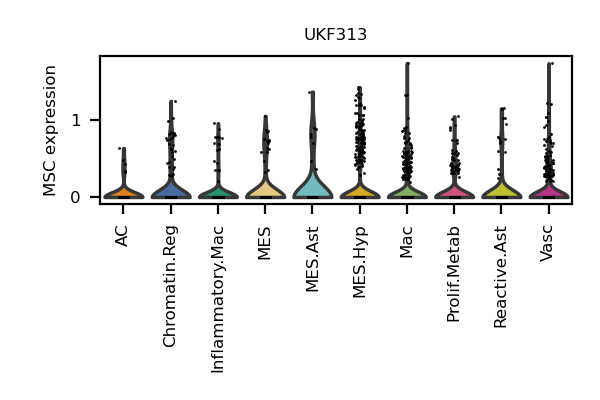 UKF313
MSC expression
1
0
AC
Chromatin.Reg
Inflammatory.Mac
MES
MES.Ast
MES.Hyp
Mac
Prolif.Metab
Reactive.Ast
Vasc